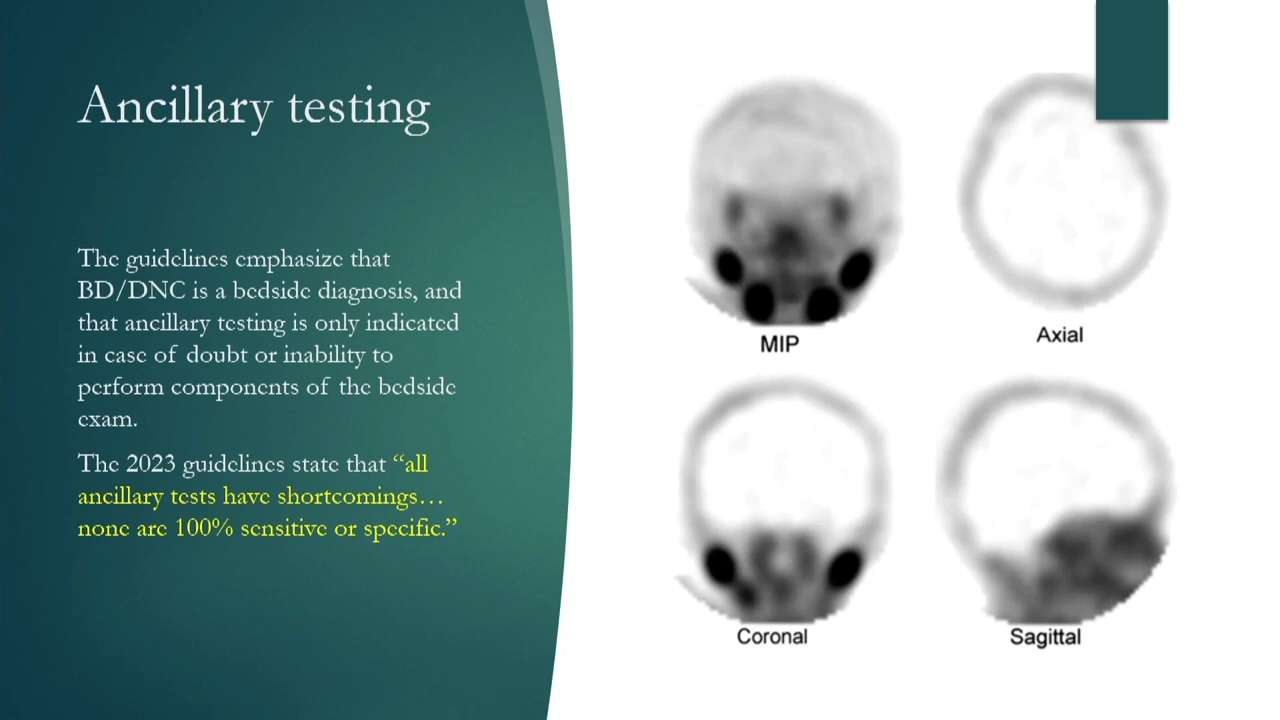 Ancillary testing
The guidelines emphasize that
BD/DNC is a bedside diagnosis, and
that ancillary testing is only indicated
in case of doubt or inability to
perform components of the bedside
exam.
The 2023 guidelines state that “all
ancillary tests have shortcomings…
none are 100% sensitive or specific.”
MIP
Axial
Coronal
Sagittal